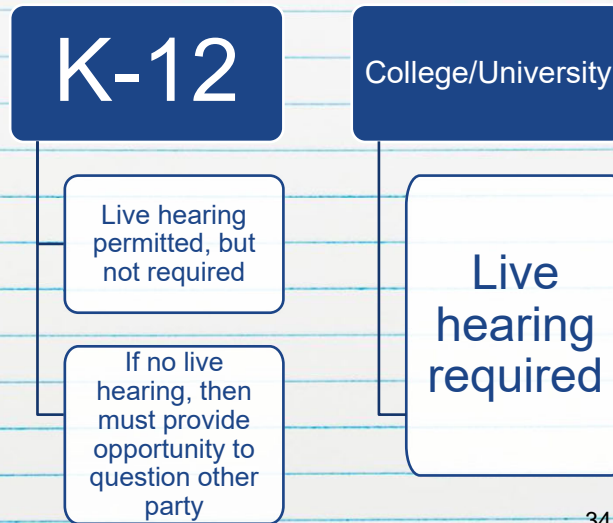 K-12
Live hearing
permitted, but
not required
If no live
hearing, then
must provide
opportunity to
question other
party
College/University
Live
hearing
required
34